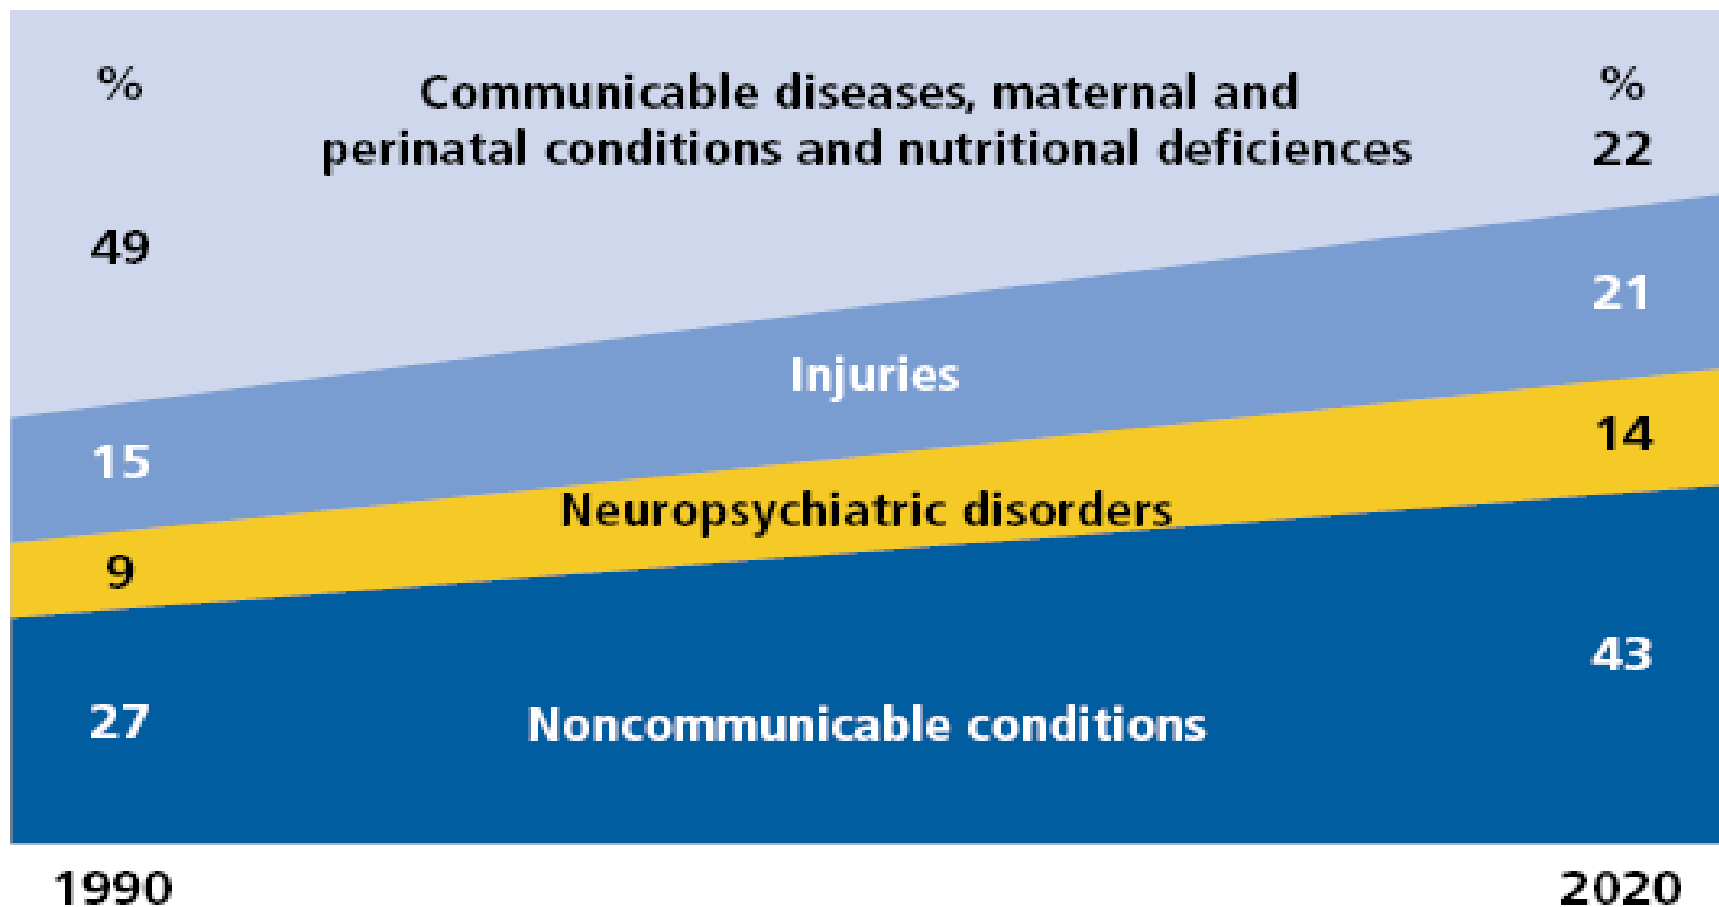 %
Communicable diseases, maternal and
%
perinatal conditions and nutritional deficiences
22
49
21
Injuries
15
14
Neuropsychiatric disorders
9
43
27
Noncommunicable conditions
1990
2020